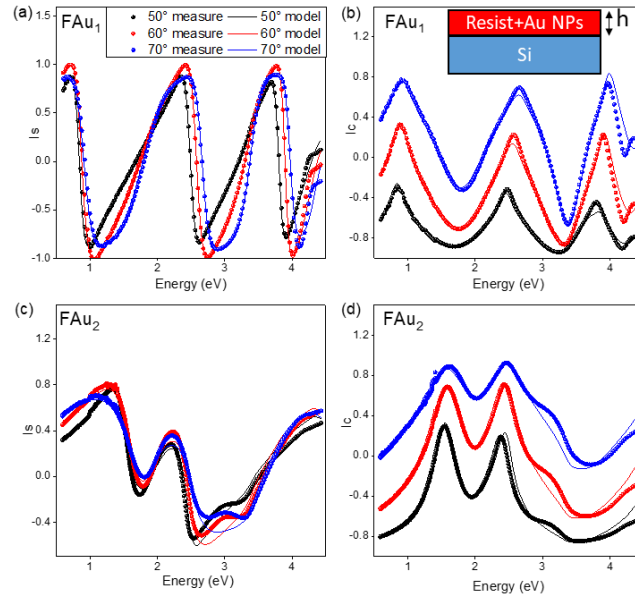 (a) FAu1
50° measure 50° model
60° measure 60° model
70° measure 70° model
Is
1.0
0.5
0.0
-0.5
-1.0
1 2 3 4
Energy (eV)
(b) FAu1
Resist+Au NPs h
Si
Ic
1.2
0.8
0.4
0.0
-0.4
-0.8
1 2 3 4
Energy (eV)
(c) FAu2
Is
1.2
0.8
0.4
0.0
-0.4
1 2 3 4
Energy (eV)
(d) FAu2
Ic
1.2
0.8
0.4
0.0
-0.4
-0.8
1 2 3 4
Energy (eV)